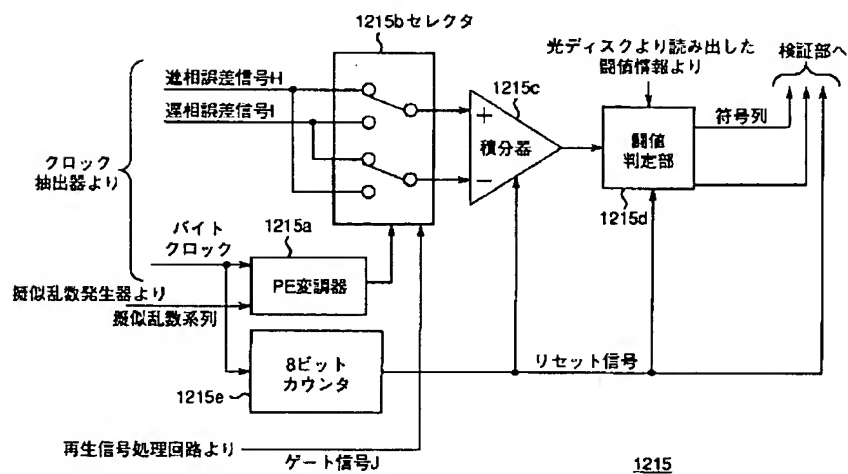 1215bセレクタ
光ディスクより読み出した
閾値情報より
検証部へ
進相誤差信号H
遅相誤差信号I
1215c
符号列
+
積分器
−
閾値
判定部
1215d
クロック
抽出器より
バイト
クロック
1215a
PE変調器
擬似乱数発生器より
擬似乱数系列
8ビット
カウンタ
1215e
リセット信号
再生信号処理回路より
ゲート信号J
1215